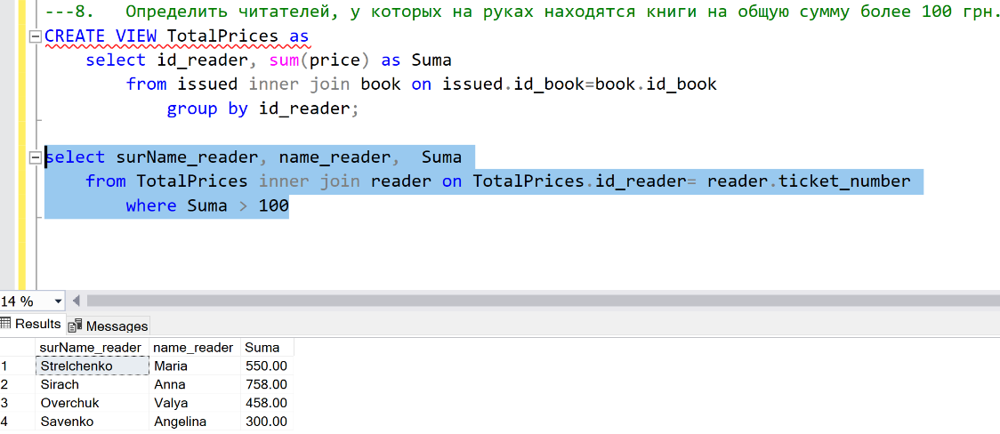 ---8.   Определить читателей, у которых на руках находятся книги на общую сумму более 100 грн.
CREATE VIEW TotalPrices as
select id_reader, sum(price) as Suma
from issued inner join book on issued.id_book=book.id_book
group by id_reader;
select surName_reader, name_reader,  Suma
from TotalPrices inner join reader on TotalPrices.id_reader= reader.ticket_number
where Suma > 100
14 %
Results Messages
surName_reader name_reader Suma
1 Strelchenko Maria 550.00
2 Sirach Anna 758.00
3 Overchuk Valya 458.00
4 Savenko Angelina 300.00